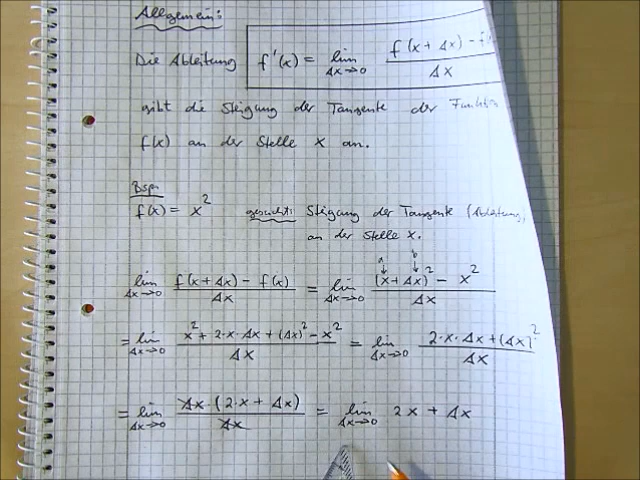 Allgemein:
Die Ableitung f'(x) = lim Δx→0 f(x + Δx) - f( / Δx
gibt die Steigung der Tangente der Funktion
f(x) an der Stelle x an.
Bsp:
f(x) = x² gesucht: Steigung der Tangente (Ableitung)
an der Stelle x.
a b
lim Δx→0 f(x + Δx) - f(x) / Δx = lim Δx→0 (x + Δx)² - x² / Δx
= lim Δx→0 x² + 2·x·Δx + (Δx)² - x² / Δx = lim Δx→0 2·x·Δx + (Δx)² / Δx
= lim Δx→0 Δx·(2·x + Δx) / Δx = lim Δx→0 2x + Δx